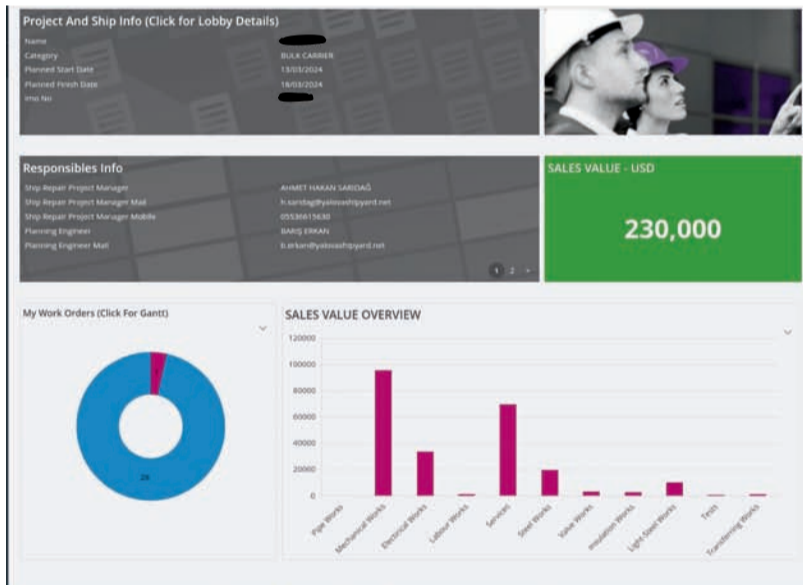 Project And Ship Info (Click for Lobby Details)
Name
Category BULK CARRIER
Planned Start Date 13/03/2024
Planned Finish Date 18/03/2024
Imo No
Responsibles Info
Ship Repair Project Manager AHMET HAKAN SARIDAĞ
Ship Repair Project Manager Mail h.saridag@yalovashipyard.net
Ship Repair Project Manager Mobile 05536615630
Planning Engineer BARIŞ ERKAN
Planning Engineer Mail b.erkan@yalovashipyard.net
1 2
SALES VALUE - USD
230,000
My Work Orders (Click For Gantt)
SALES VALUE OVERVIEW
120000
100000
80000
60000
40000
20000
0
Pipe Works
Mechanical Works
Electrical Works
Labour Works
Services
Steel Works
Valve Works
Insulation Works
Light-Steel Works
Tests
Transferring Works